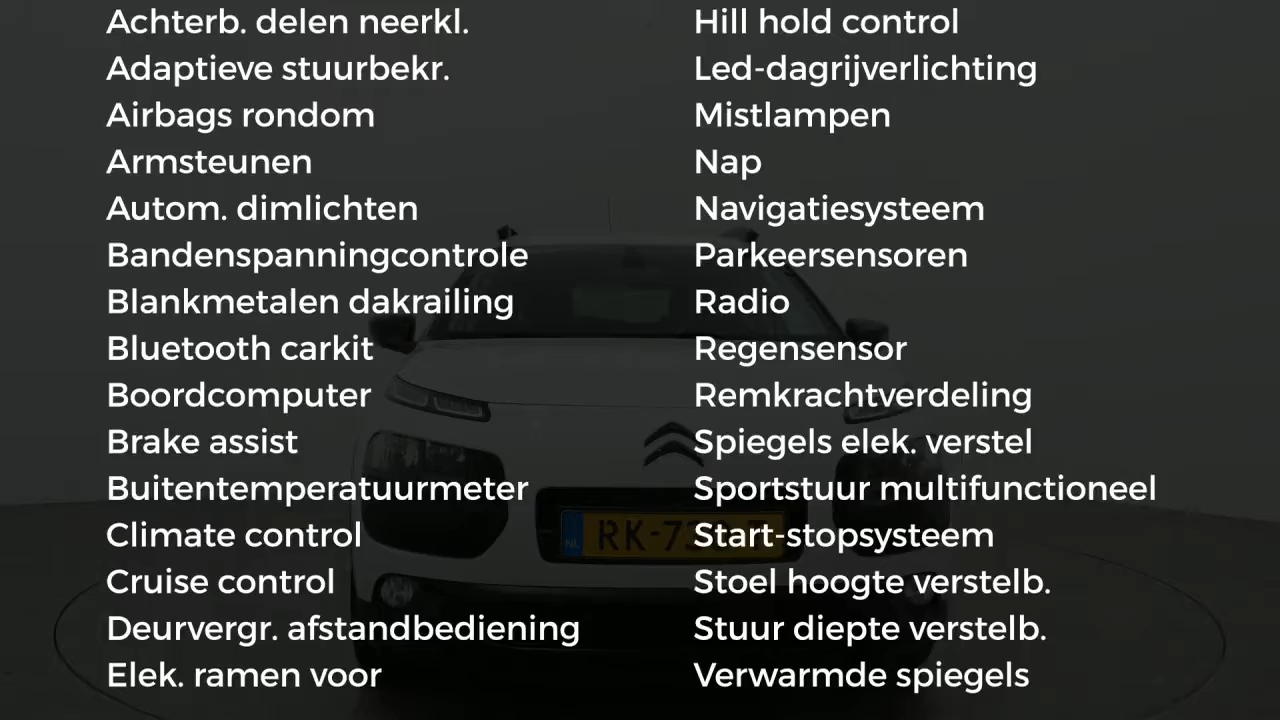 Achterb. delen neerkl.
Adaptieve stuurbekr.
Airbags rondom
Armsteunen
Autom. dimlichten
Bandenspanningcontrole
Blankmetalen dakrailing
Bluetooth carkit
Boordcomputer
Brake assist
Buitentemperatuurmeter
Climate control
Cruise control
Deurvergr. afstandbediening
Elek. ramen voor
Hill hold control
Led-dagrijverlichting
Mistlampen
Nap
Navigatiesysteem
Parkeersensoren
Radio
Regensensor
Remkrachtverdeling
Spiegels elek. verstel
Sportstuur multifunctioneel
Start-stopsysteem
Stoel hoogte verstelb.
Stuur diepte verstelb.
Verwarmde spiegels
NL